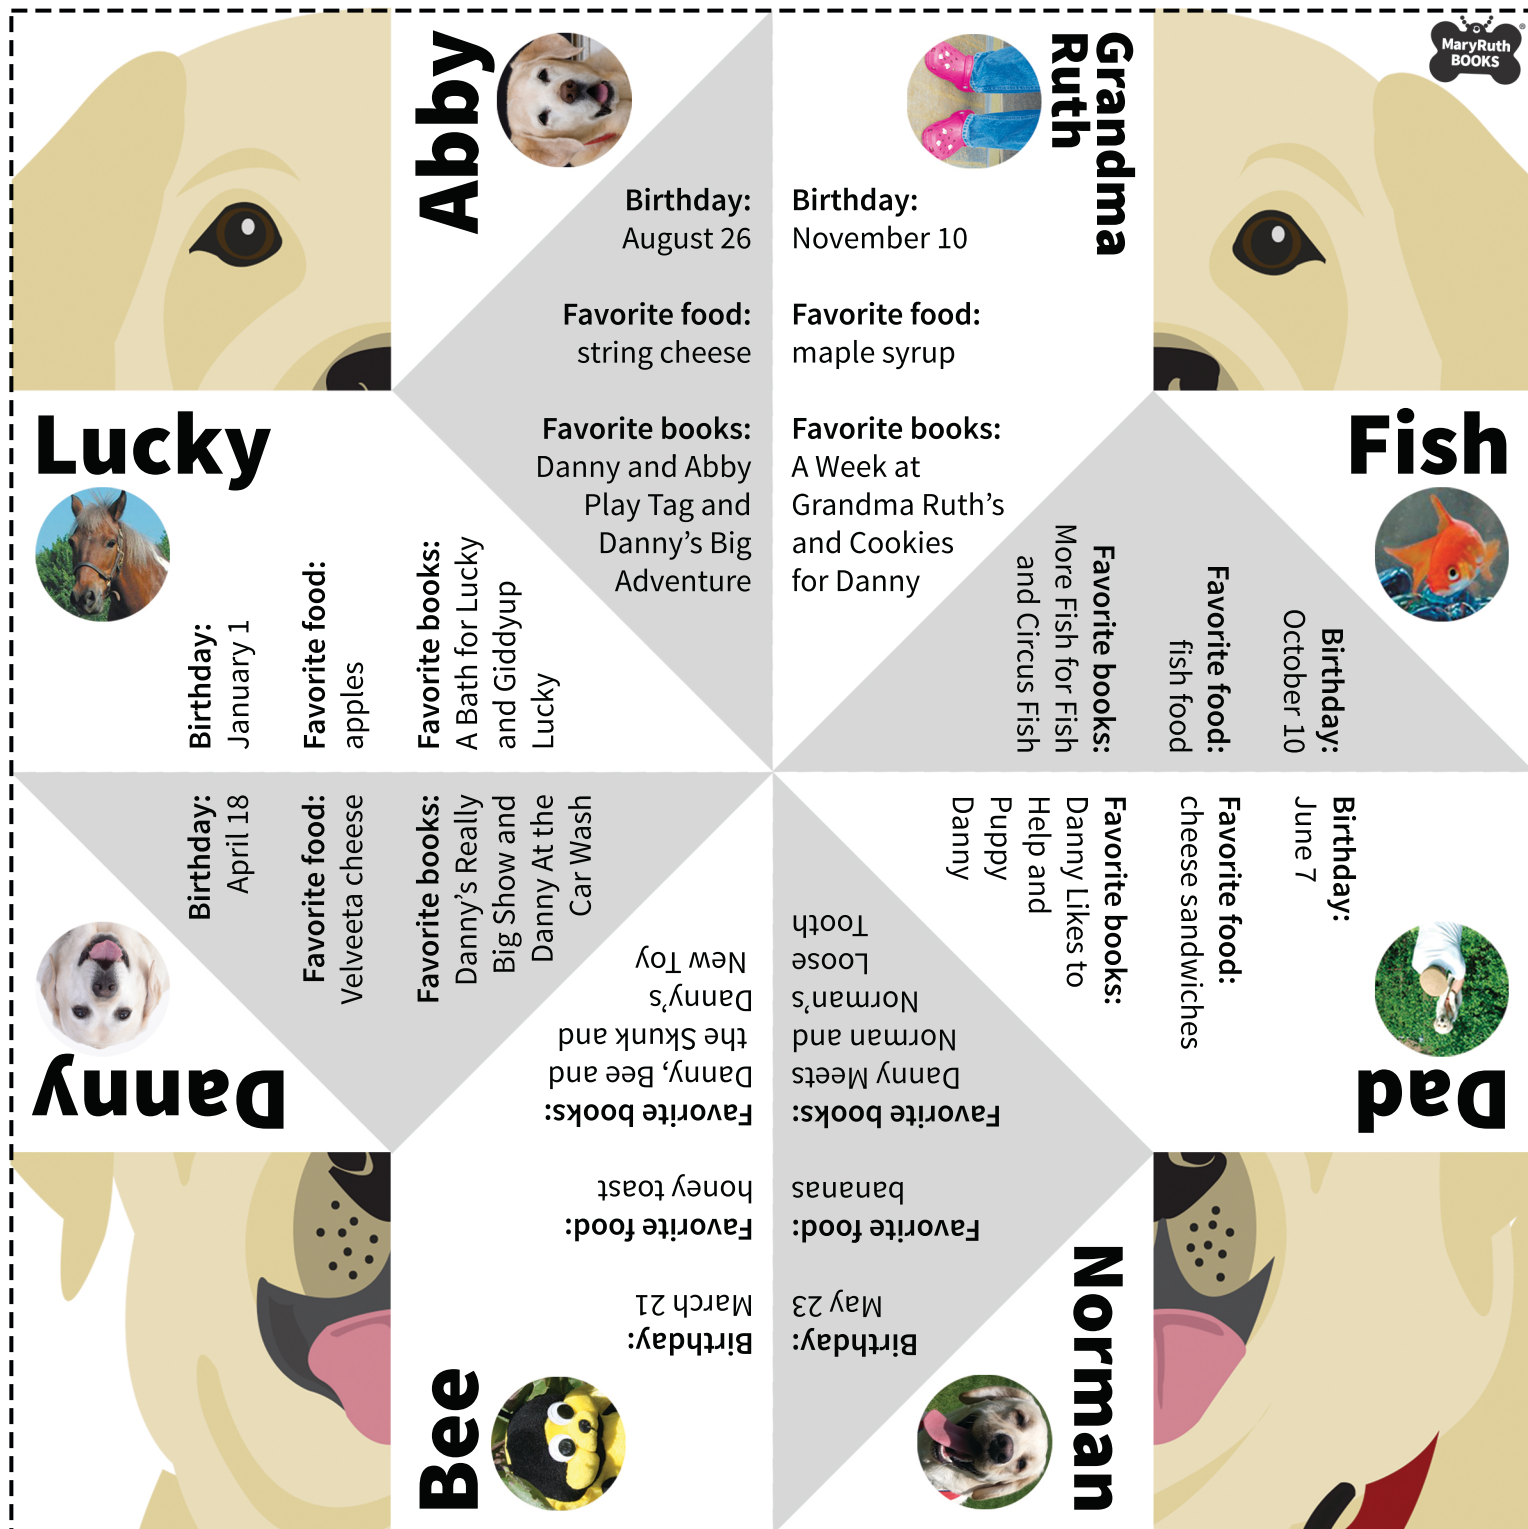 MaryRuth
BOOKS
®
Abby
Birthday:
August 26
Favorite food:
string cheese
Favorite books:
Danny and Abby
Play Tag and
Danny’s Big
Adventure
Grandma
Ruth
Birthday:
November 10
Favorite food:
maple syrup
Favorite books:
A Week at
Grandma Ruth’s
and Cookies
for Danny
Fish
Birthday:
October 10
Favorite food:
fish food
Favorite books:
More Fish for Fish
and Circus Fish
Dad
Birthday:
June 7
Favorite food:
cheese sandwiches
Favorite books:
Danny Likes to
Help and
Puppy
Danny
Norman
Birthday:
May 23
Favorite food:
bananas
Favorite books:
Danny Meets
Norman and
Norman’s
Loose
Tooth
Bee
Birthday:
March 21
Favorite food:
honey toast
Favorite books:
Danny, Bee and
the Skunk and
Danny’s
New Toy
Danny
Birthday:
April 18
Favorite food:
Velveeta cheese
Favorite books:
Danny’s Really
Big Show and
Danny At the
Car Wash
Lucky
Birthday:
January 1
Favorite food:
apples
Favorite books:
A Bath for Lucky
and Giddyup
Lucky